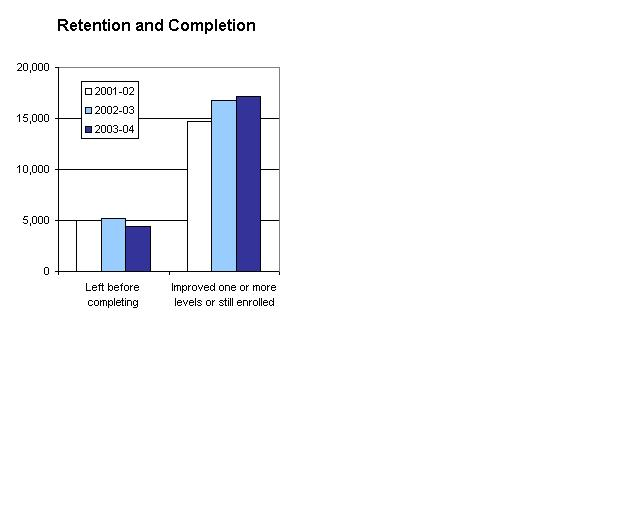 Retention and Completion
20,000
15,000
10,000
5,000
0
2001-02
2002-03
2003-04
Left before
completing
Improved one or more
levels or still enrolled